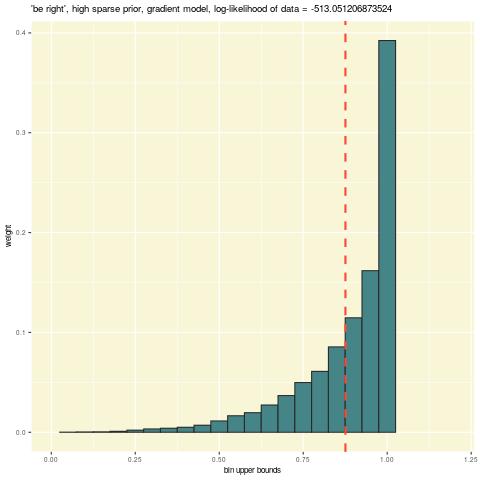 'be right', high sparse prior, gradient model, log-likelihood of data = -513.051206873524
0.4
0.3
weight
0.2
0.1
0.0
0.00 0.25 0.50 0.75 1.00 1.25
bin upper bounds